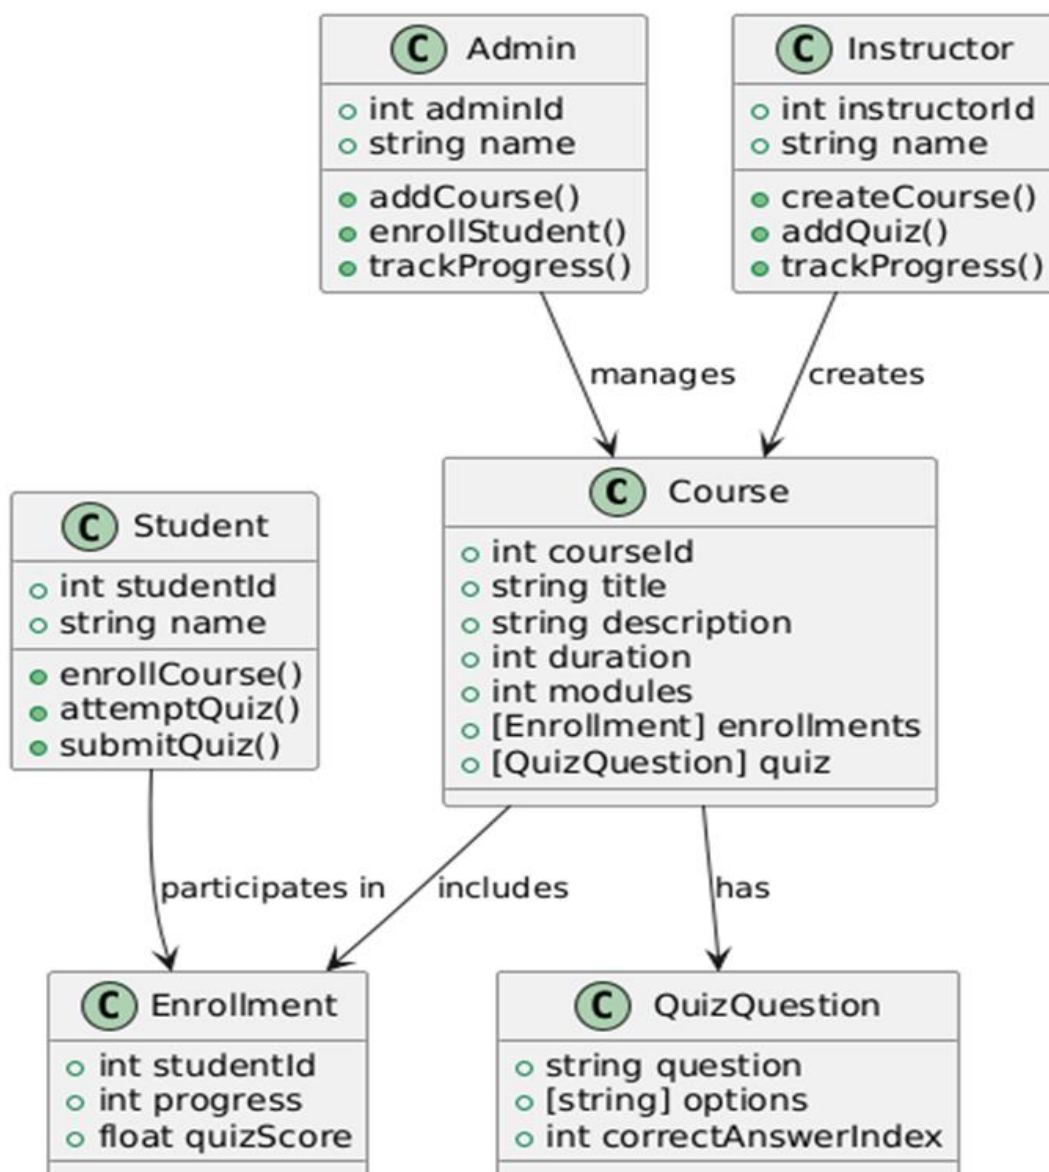 C Admin
int adminId
string name
addCourse()
enrollStudent()
trackProgress()
C Instructor
int instructorId
string name
createCourse()
addQuiz()
trackProgress()
manages
creates
C Student
int studentId
string name
enrollCourse()
attemptQuiz()
submitQuiz()
C Course
int courseId
string title
string description
int duration
int modules
[Enrollment] enrollments
[QuizQuestion] quiz
participates in
includes
has
C Enrollment
int studentId
int progress
float quizScore
C QuizQuestion
string question
[string] options
int correctAnswerIndex